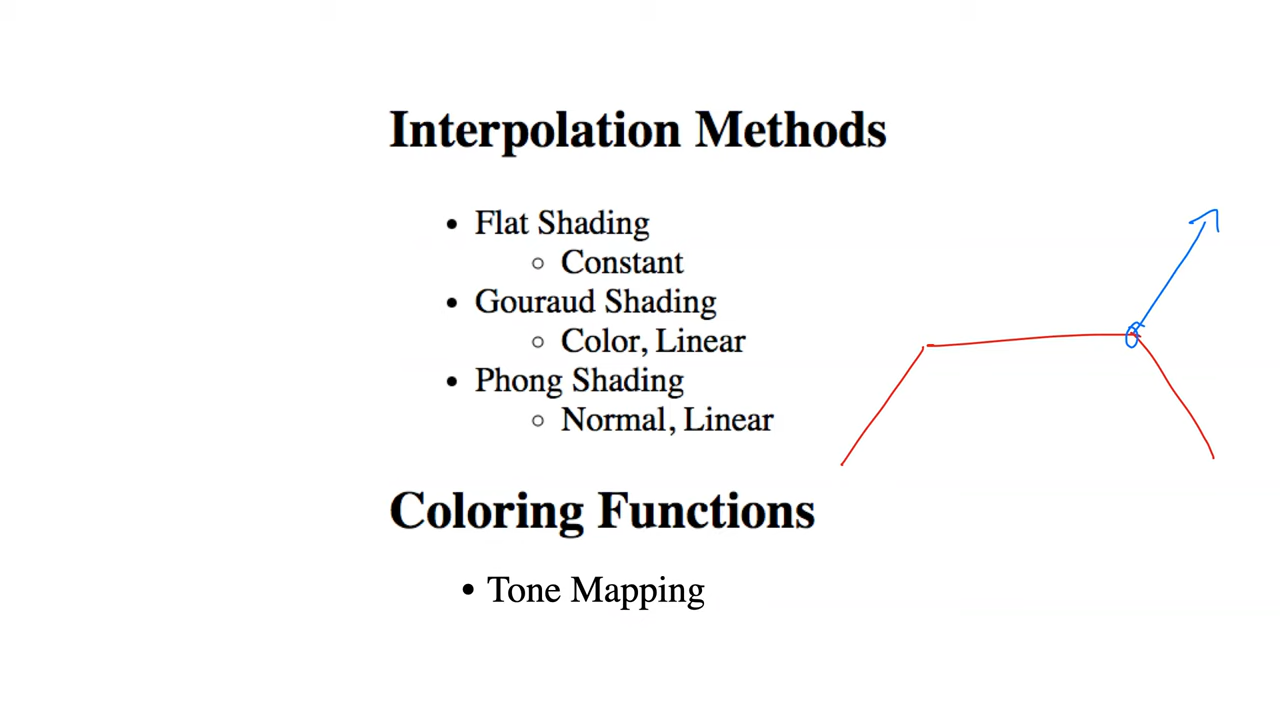 Interpolation Methods
• Flat Shading
○ Constant
• Gouraud Shading
○ Color, Linear
• Phong Shading
○ Normal, Linear
Coloring Functions
• Tone Mapping